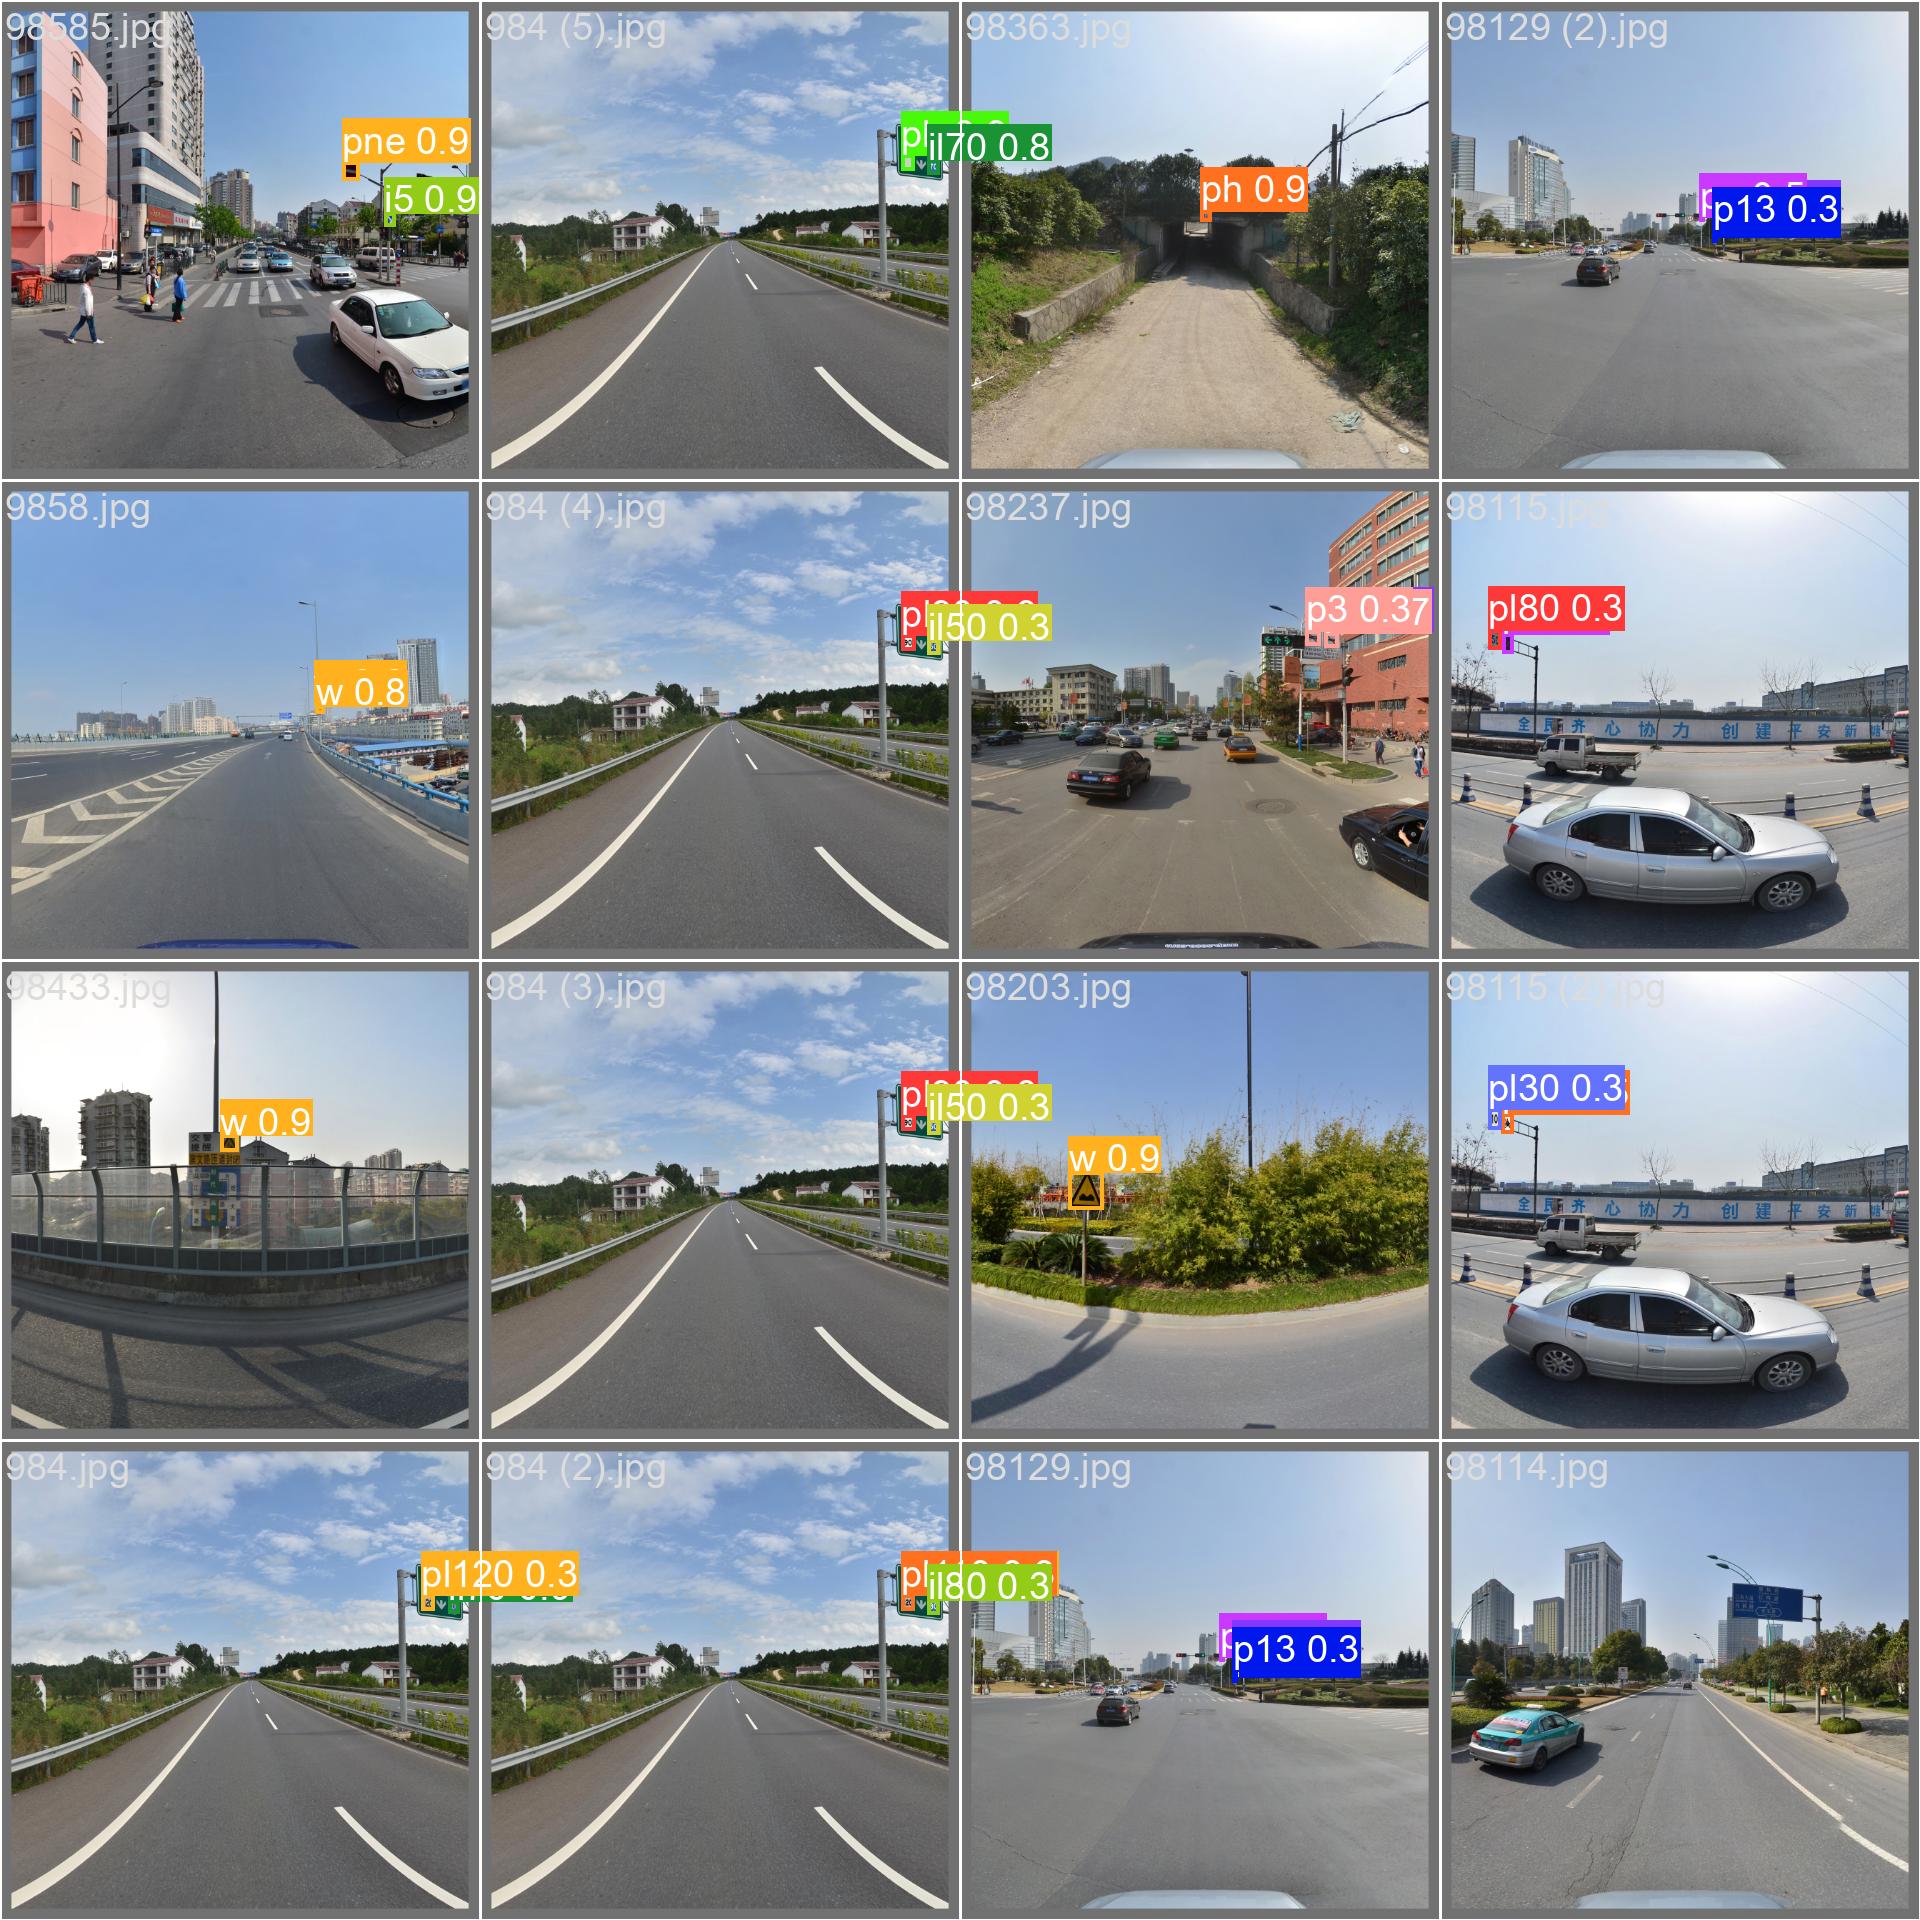 98585.jpg
pne 0.9
i5 0.9
984 (5).jpg
il70 0.8
98363.jpg
ph 0.9
98129 (2).jpg
p13 0.3
9858.jpg
w 0.8
984 (4).jpg
il50 0.3
98237.jpg
p3 0.37
98115.jpg
pl80 0.3
全民齐心协力 创建平安新
98433.jpg
w 0.9
交警
提醒
984 (3).jpg
il50 0.3
98203.jpg
w 0.9
98115 (2).jpg
pl30 0.3
全民齐心协力 创建平安新
984.jpg
pl120 0.3
984 (2).jpg
il80 0.3
98129.jpg
p13 0.3
98114.jpg